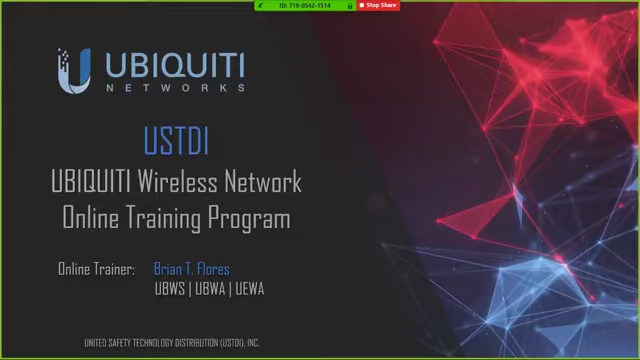 ID: 719-0542-1514 Stop Share
UBIQUITI
NETWORKS
USTDI
UBIQUITI Wireless Network
Online Training Program
Online Trainer: Brian T. Flores
UBWS | UBWA | UEWA
UNITED SAFETY TECHNOLOGY DISTRIBUTION (USTDI), INC.